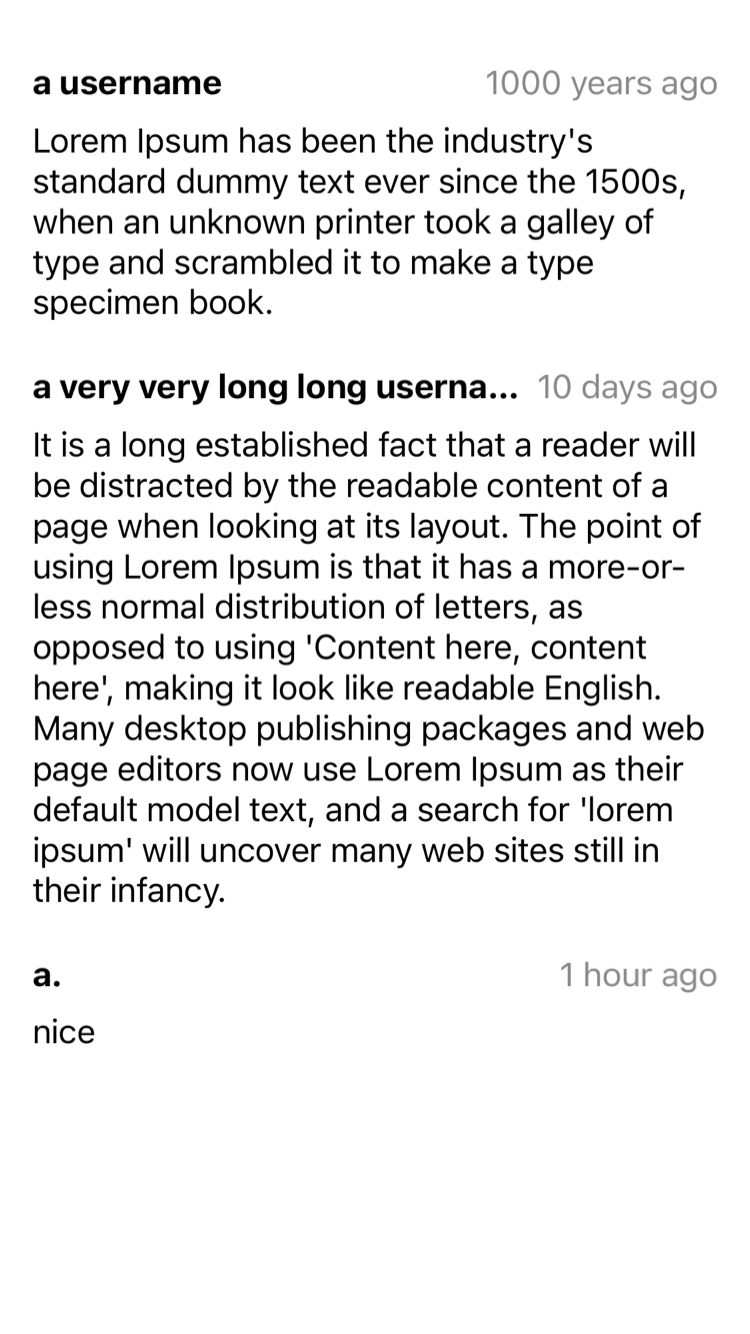 a username 1000 years ago
Lorem Ipsum has been the industry's
standard dummy text ever since the 1500s,
when an unknown printer took a galley of
type and scrambled it to make a type
specimen book.
a very very long long userna... 10 days ago
It is a long established fact that a reader will
be distracted by the readable content of a
page when looking at its layout. The point of
using Lorem Ipsum is that it has a more-or-
less normal distribution of letters, as
opposed to using 'Content here, content
here', making it look like readable English.
Many desktop publishing packages and web
page editors now use Lorem Ipsum as their
default model text, and a search for 'lorem
ipsum' will uncover many web sites still in
their infancy.
a. 1 hour ago
nice